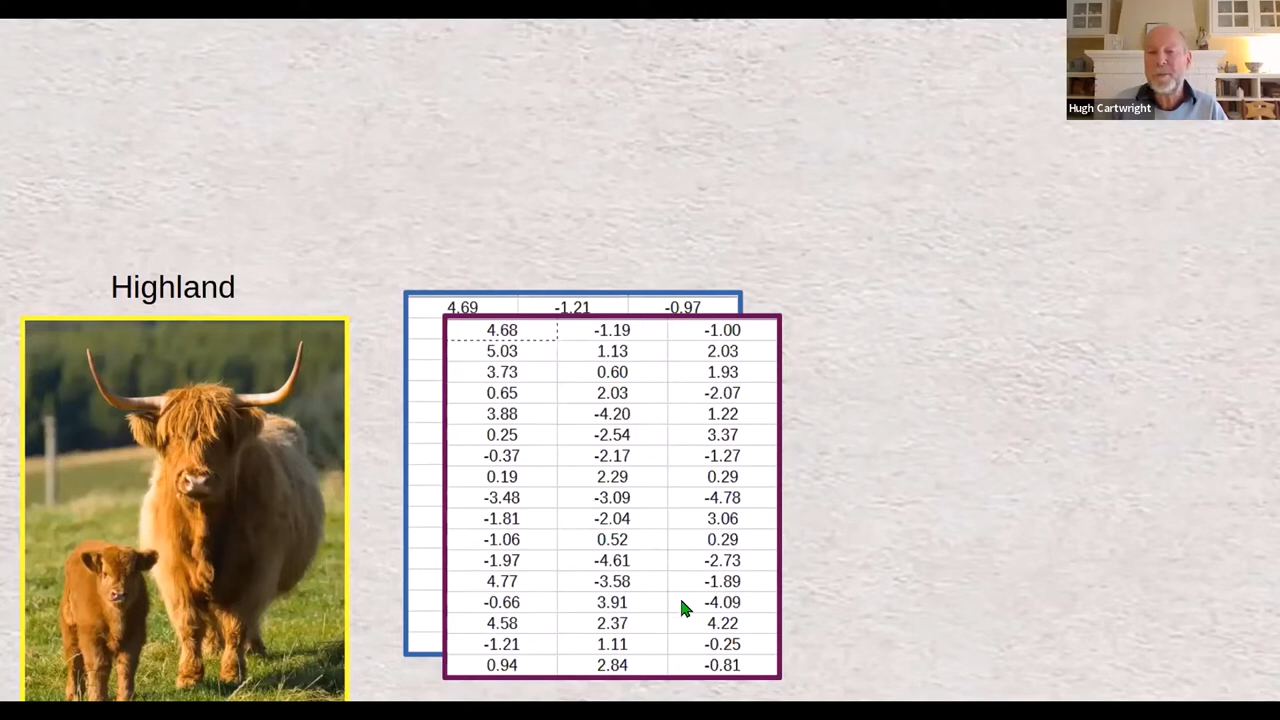 Hugh Cartwright
Highland
4.69 -1.21 -0.97
4.68 -1.19 -1.00
5.03 1.13 2.03
3.73 0.60 1.93
0.65 2.03 -2.07
3.88 -4.20 1.22
0.25 -2.54 3.37
-0.37 -2.17 -1.27
0.19 2.29 0.29
-3.48 -3.09 -4.78
-1.81 -2.04 3.06
-1.06 0.52 0.29
-1.97 -4.61 -2.73
4.77 -3.58 -1.89
-0.66 3.91 -4.09
4.58 2.37 4.22
-1.21 1.11 -0.25
0.94 2.84 -0.81